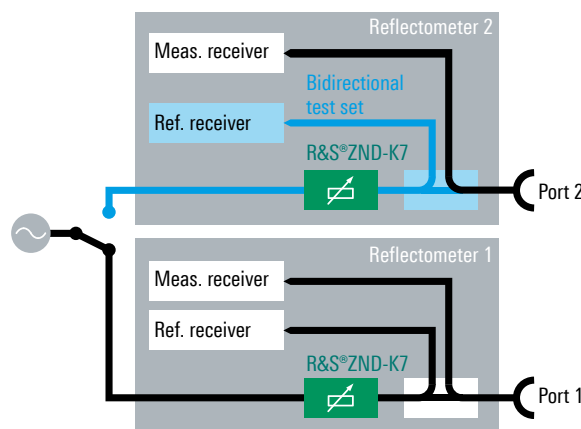 Reflectometer 2
Meas. receiver
Bidirectional
test set
Ref. receiver
R&S®ZND-K7
Port 2
Reflectometer 1
Meas. receiver
Ref. receiver
R&S®ZND-K7
Port 1